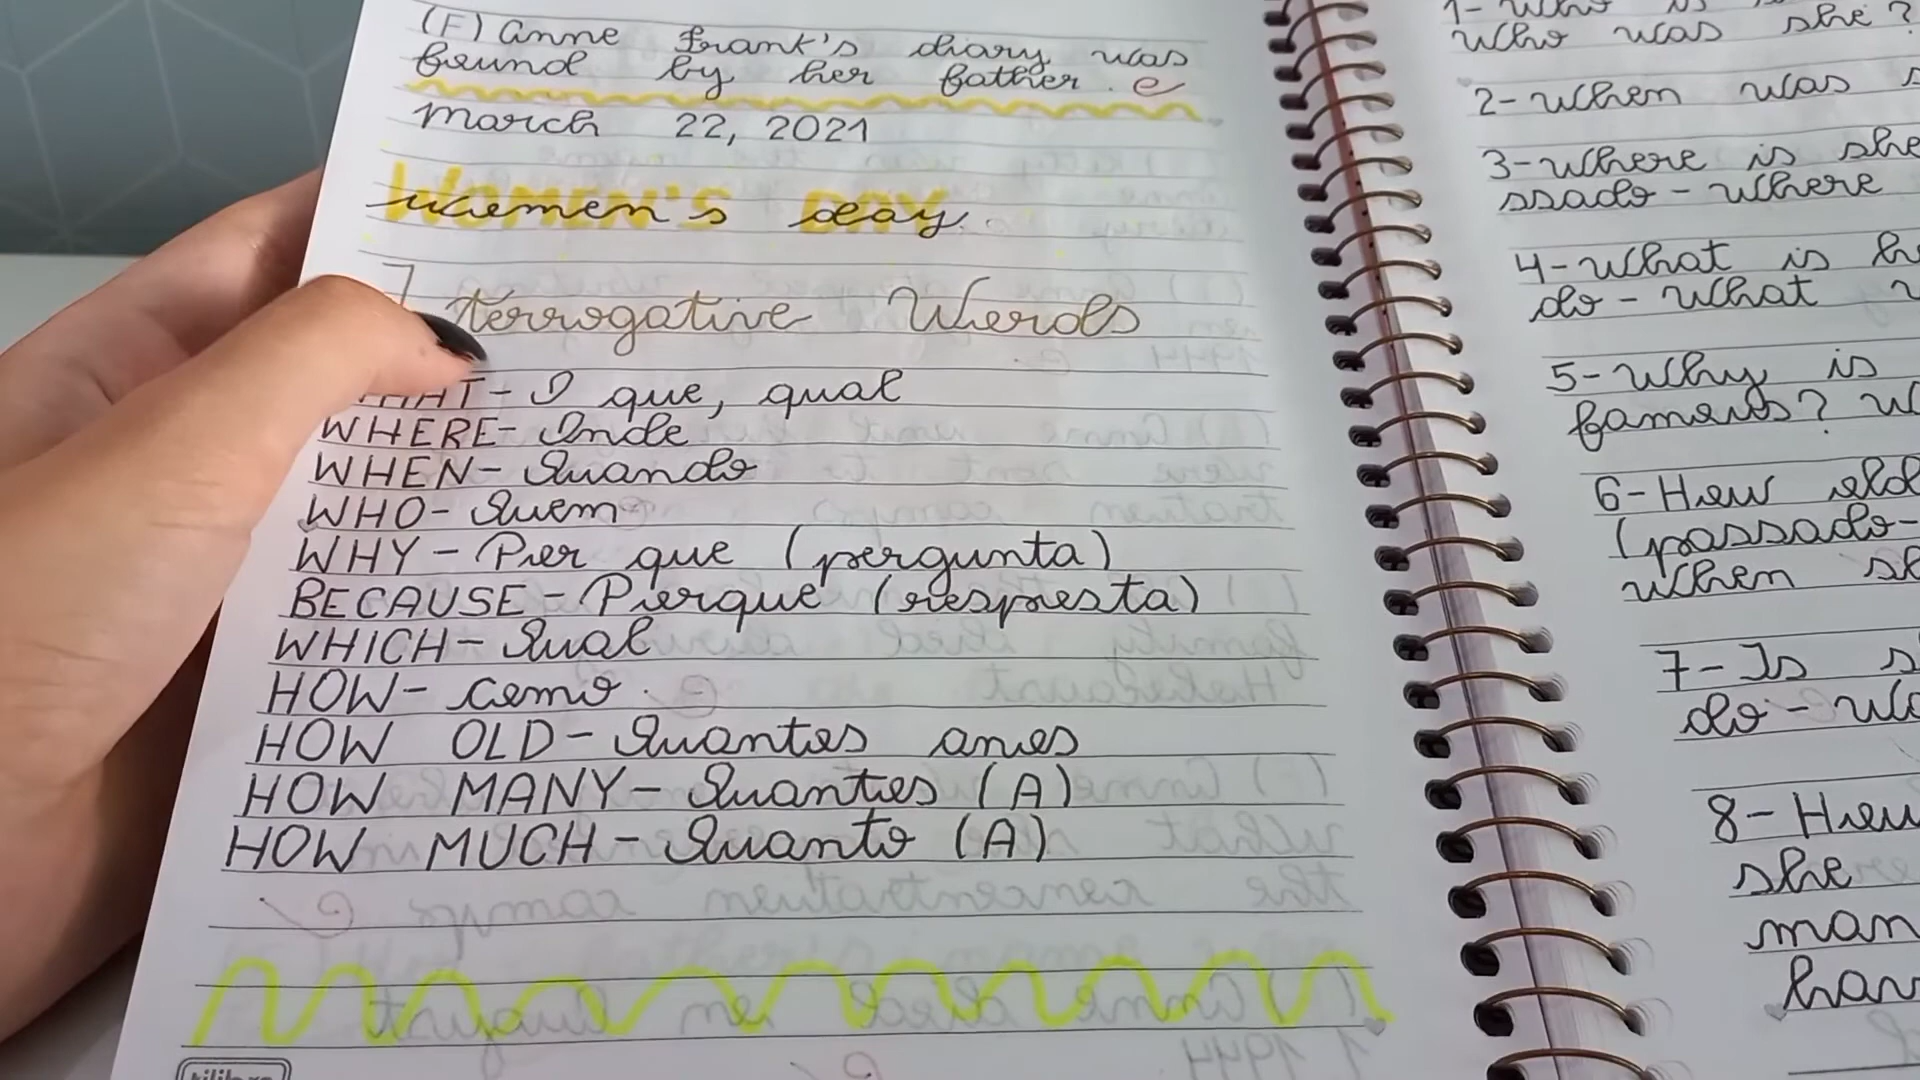 (F) Anne Frank's diary was
found by her father. C
March 22, 2021
Women's day.
terrogative Words
WHAT - O que, qual
WHERE - Onde
WHEN - Quando
WHO - Quem
WHY - Por que (pergunta)
BECAUSE - Porque (resposta)
WHICH - Qual
HOW - como
HOW OLD - Quantos anos
HOW MANY - Quantos (A)
HOW MUCH - Quanto (A)
who was she?
2- When was
3- Where is she
ssado - Where
4- What is
do - What
5- Why is
famous?
6- How old
(passado-
when
7- Is
do -
8- How
she
man